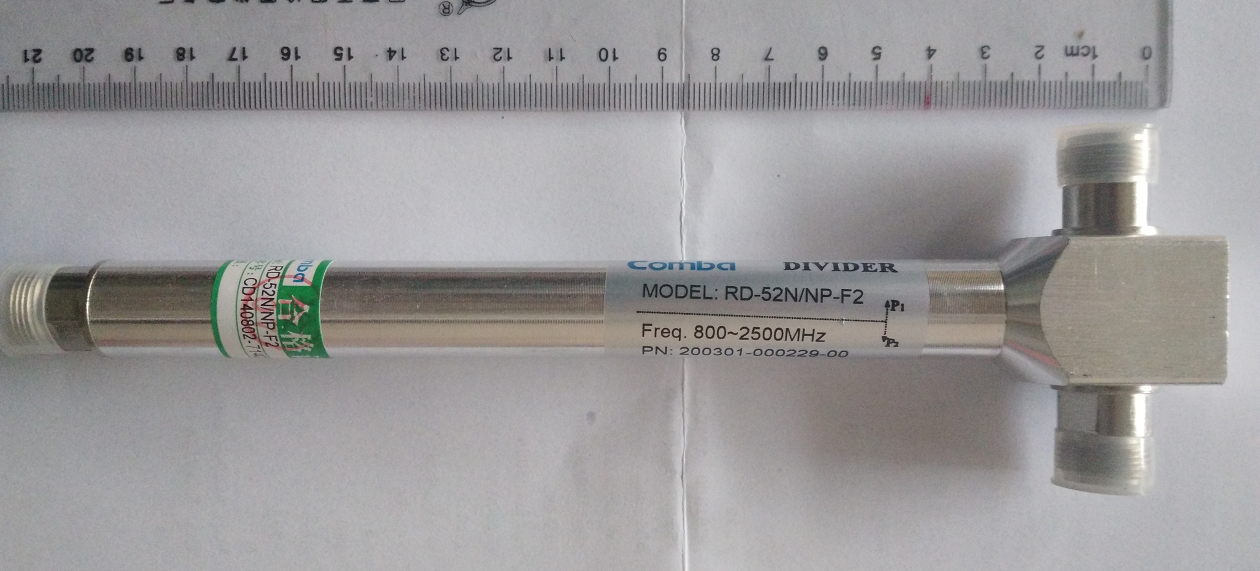 ®
21 20 19 18 17 16 15 14 13 12 11 10 9 8 7 6 5 4 3 2 1cm 0
Comba DIVIDER
MODEL: RD-52N/NP-F2
P1
Freq. 800~2500MHz
P2
PN: 200301-000229-00
Comba
合格
RD-52N/NP-F2
CD140802-